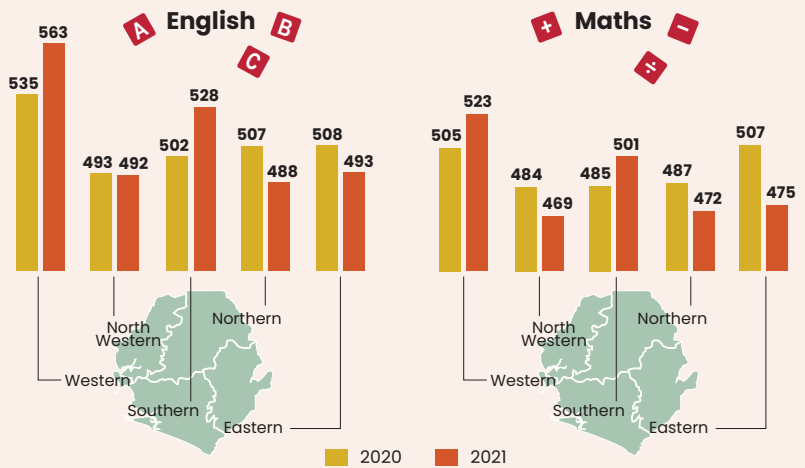 English
A
B
C
535
563
493
492
502
528
507
488
508
493
North
Western
Northern
Western
Southern
Eastern
Maths
+
−
÷
505
523
484
469
485
501
487
472
507
475
North
Western
Northern
Western
Southern
Eastern
2020
2021